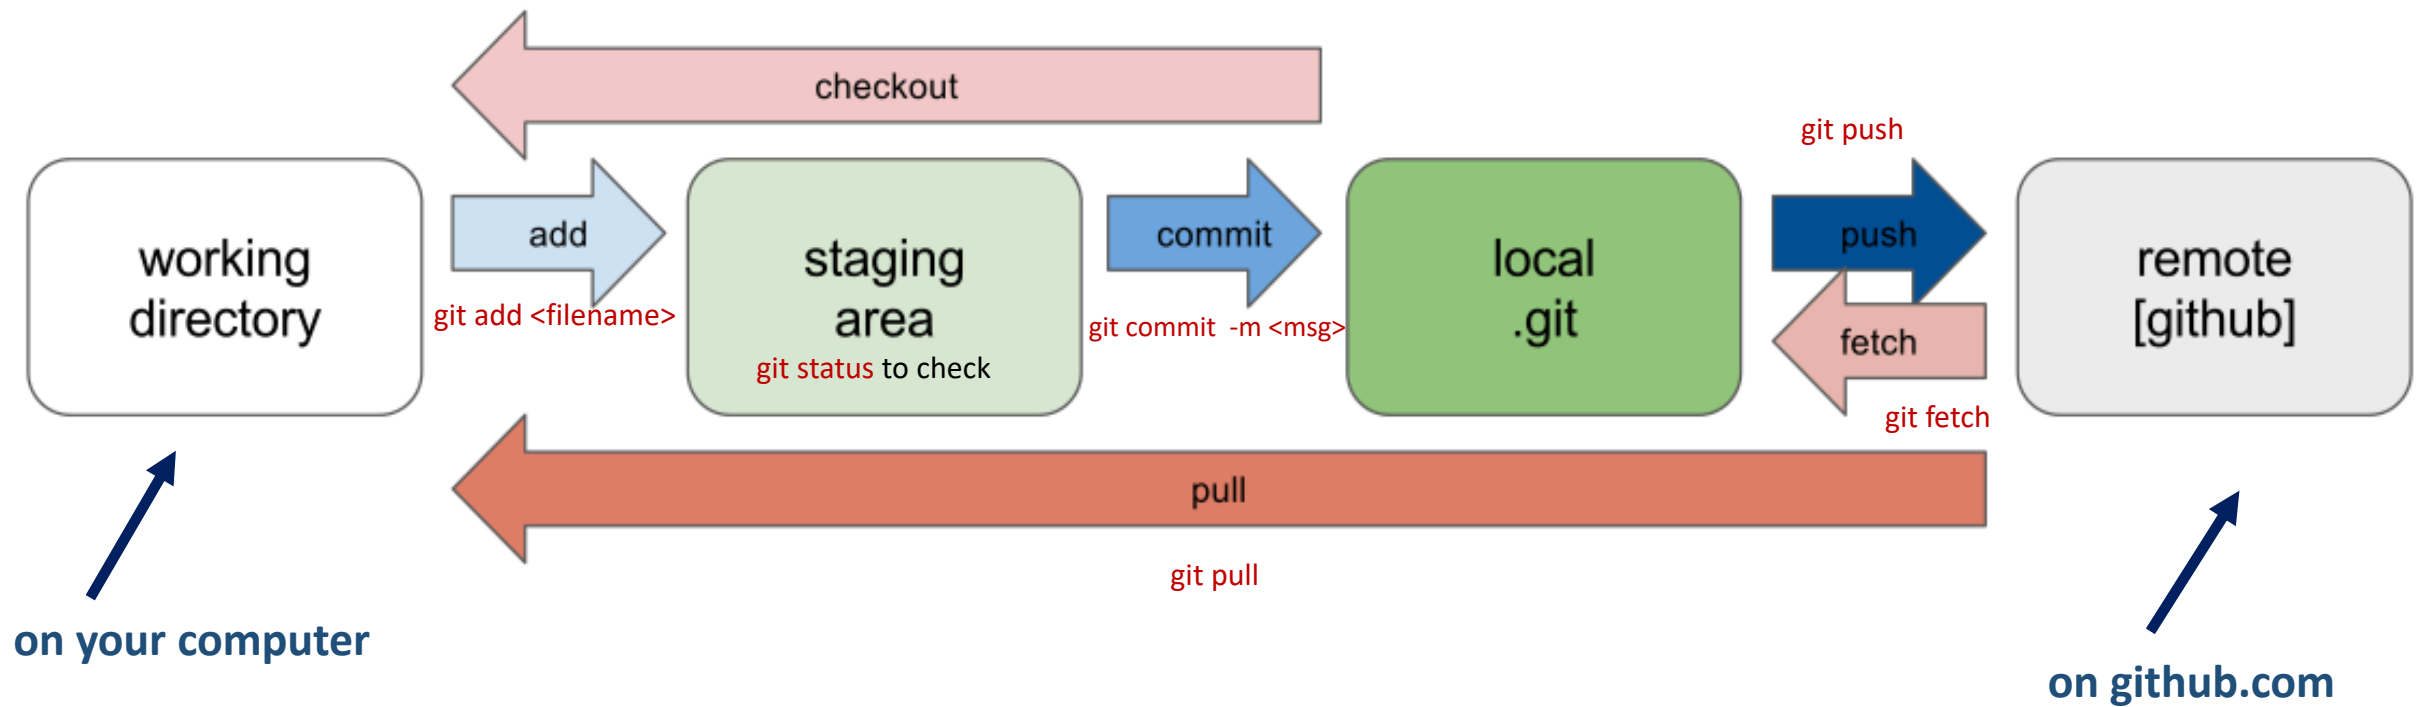 checkout
git push
working
directory
add
git add <filename>
staging
area
git status to check
commit
git commit  -m <msg>
local
.git
push
fetch
git fetch
remote
[github]
pull
git pull
on your computer
on github.com